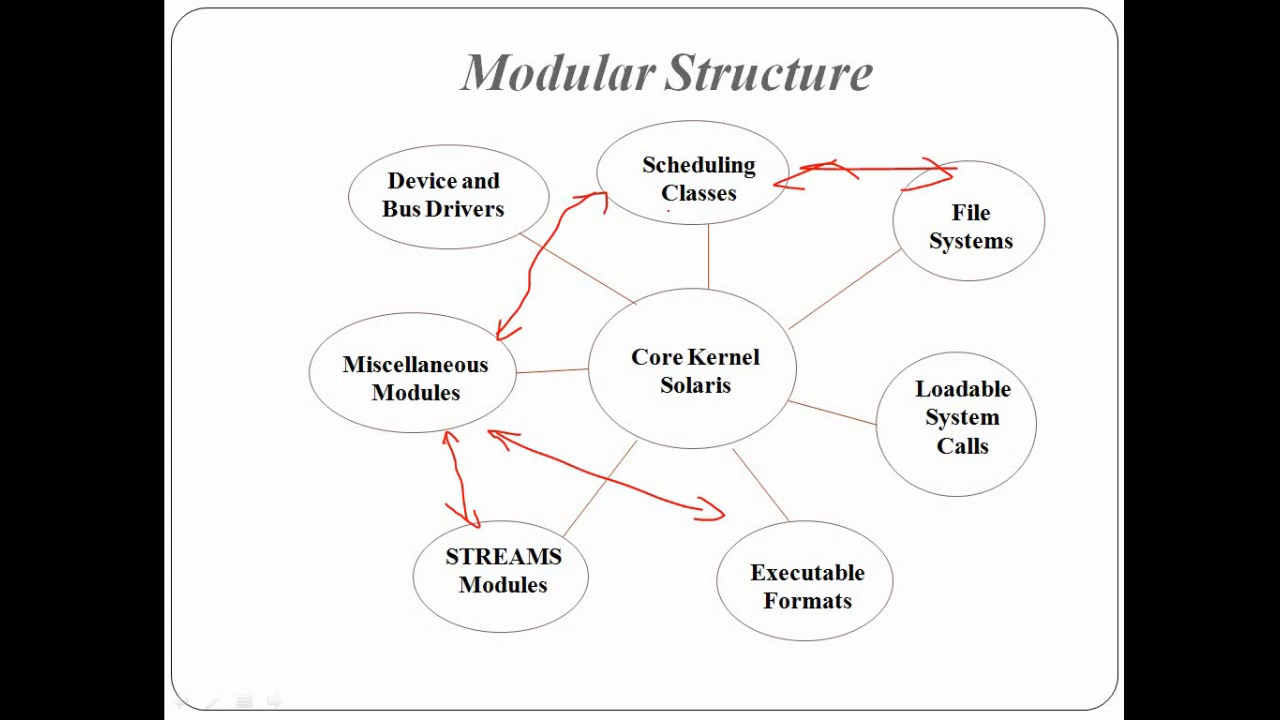 Modular Structure
Device and
Bus Drivers
Scheduling
Classes
File
Systems
Miscellaneous
Modules
Core Kernel
Solaris
Loadable
System
Calls
STREAMS
Modules
Executable
Formats